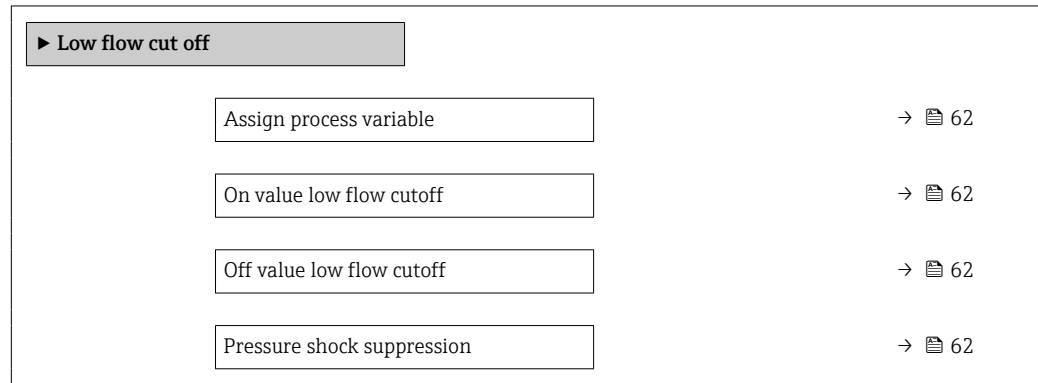 ► Low flow cut off
Assign process variable → 62
On value low flow cutoff → 62
Off value low flow cutoff → 62
Pressure shock suppression → 62